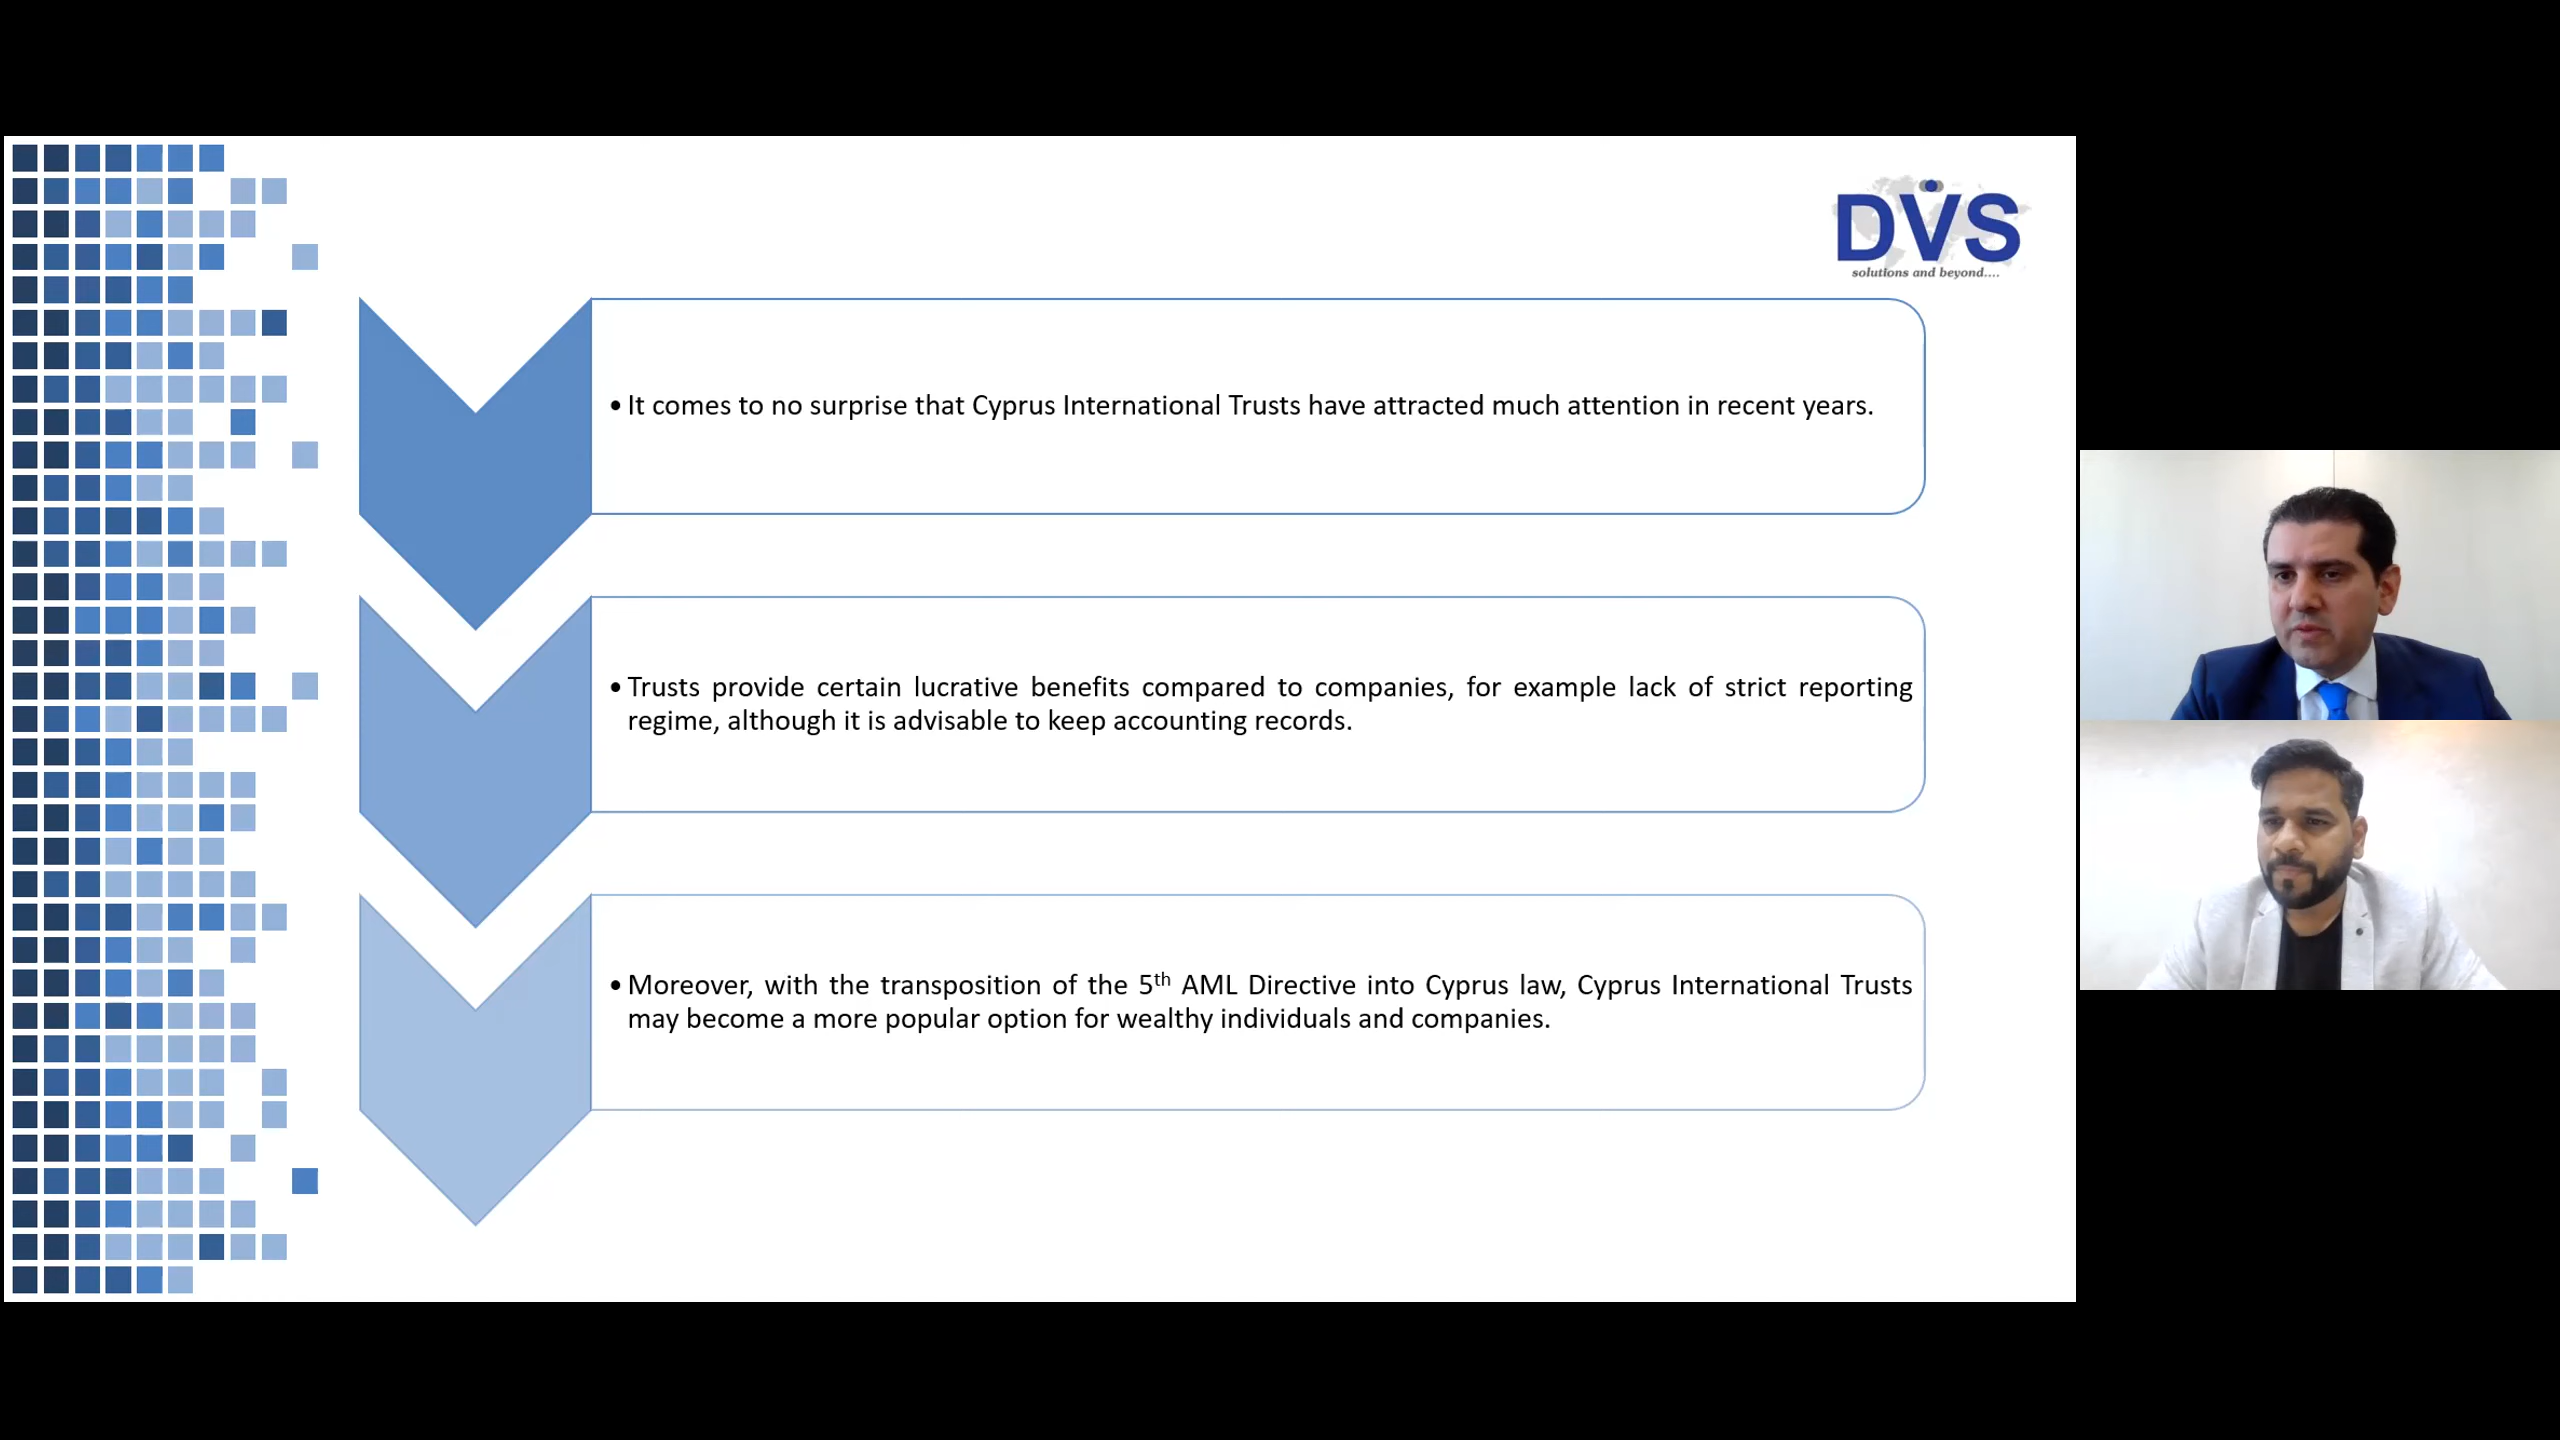 DVS
solutions and beyond....
• It comes to no surprise that Cyprus International Trusts have attracted much attention in recent years.
• Trusts provide certain lucrative benefits compared to companies, for example lack of strict reporting
regime, although it is advisable to keep accounting records.
• Moreover, with the transposition of the 5th AML Directive into Cyprus law, Cyprus International Trusts
may become a more popular option for wealthy individuals and companies.